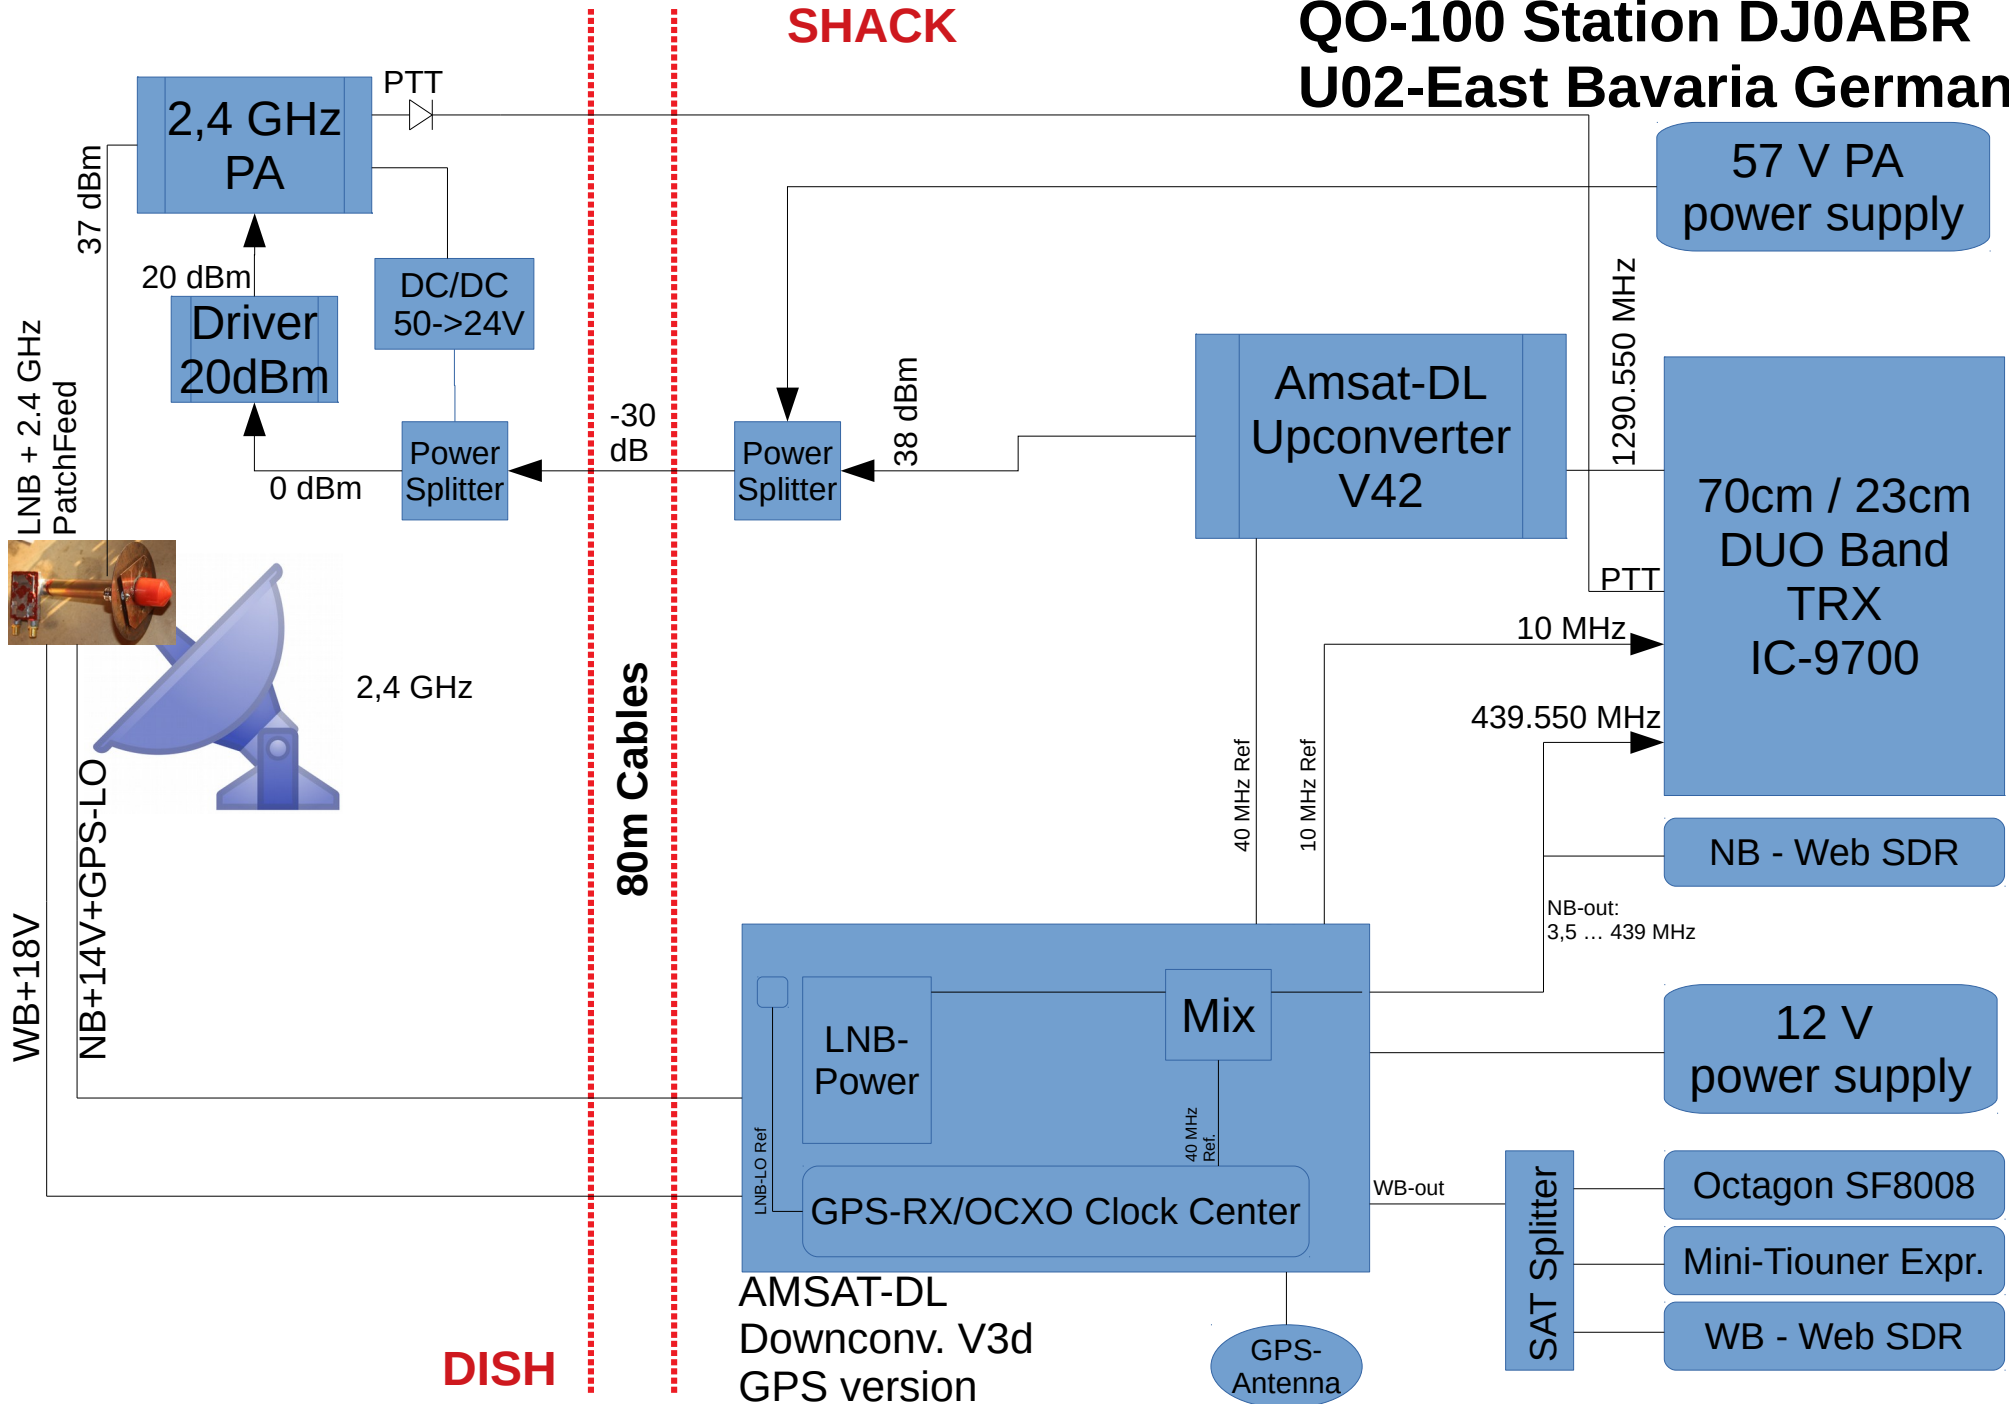 SHACK
QO-100 Station DJ0ABR
U02-East Bavaria German
PTT
2,4 GHz
PA
37 dBm
57 V PA
power supply
20 dBm
DC/DC
50->24V
Driver
20dBm
LNB + 2.4 GHz
PatchFeed
-30
dB
Power
Splitter
0 dBm
Power
Splitter
38 dBm
Amsat-DL
Upconverter
V42
1290.550 MHz
70cm / 23cm
DUO Band
TRX
IC-9700
PTT
10 MHz
439.550 MHz
2,4 GHz
80m Cables
40 MHz Ref
10 MHz Ref
NB - Web SDR
NB-out:
3,5 ... 439 MHz
WB+18V
NB+14V+GPS-LO
LNB-
Power
Mix
12 V
power supply
LNB-LO Ref
40 MHz
Ref.
GPS-RX/OCXO Clock Center
WB-out
SAT Splitter
Octagon SF8008
Mini-Tiouner Expr.
WB - Web SDR
AMSAT-DL
Downconv. V3d
GPS version
GPS-
Antenna
DISH